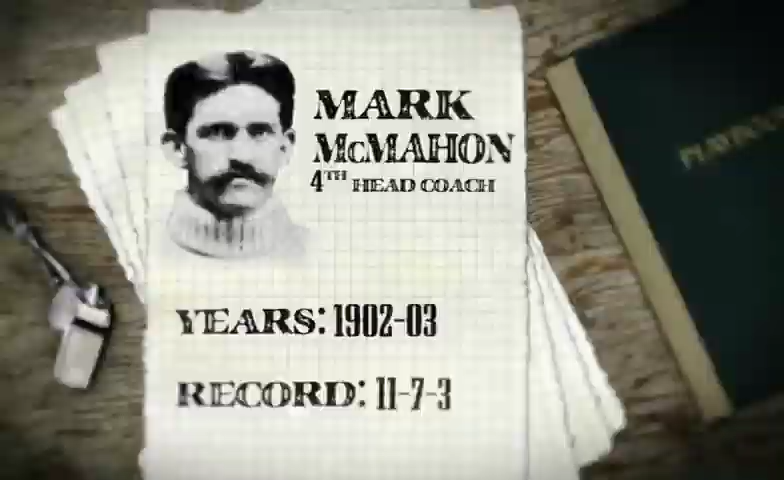 MARK
McMAHON
4TH HEAD COACH
YEARS: 1902-03
RECORD: 11-7-3